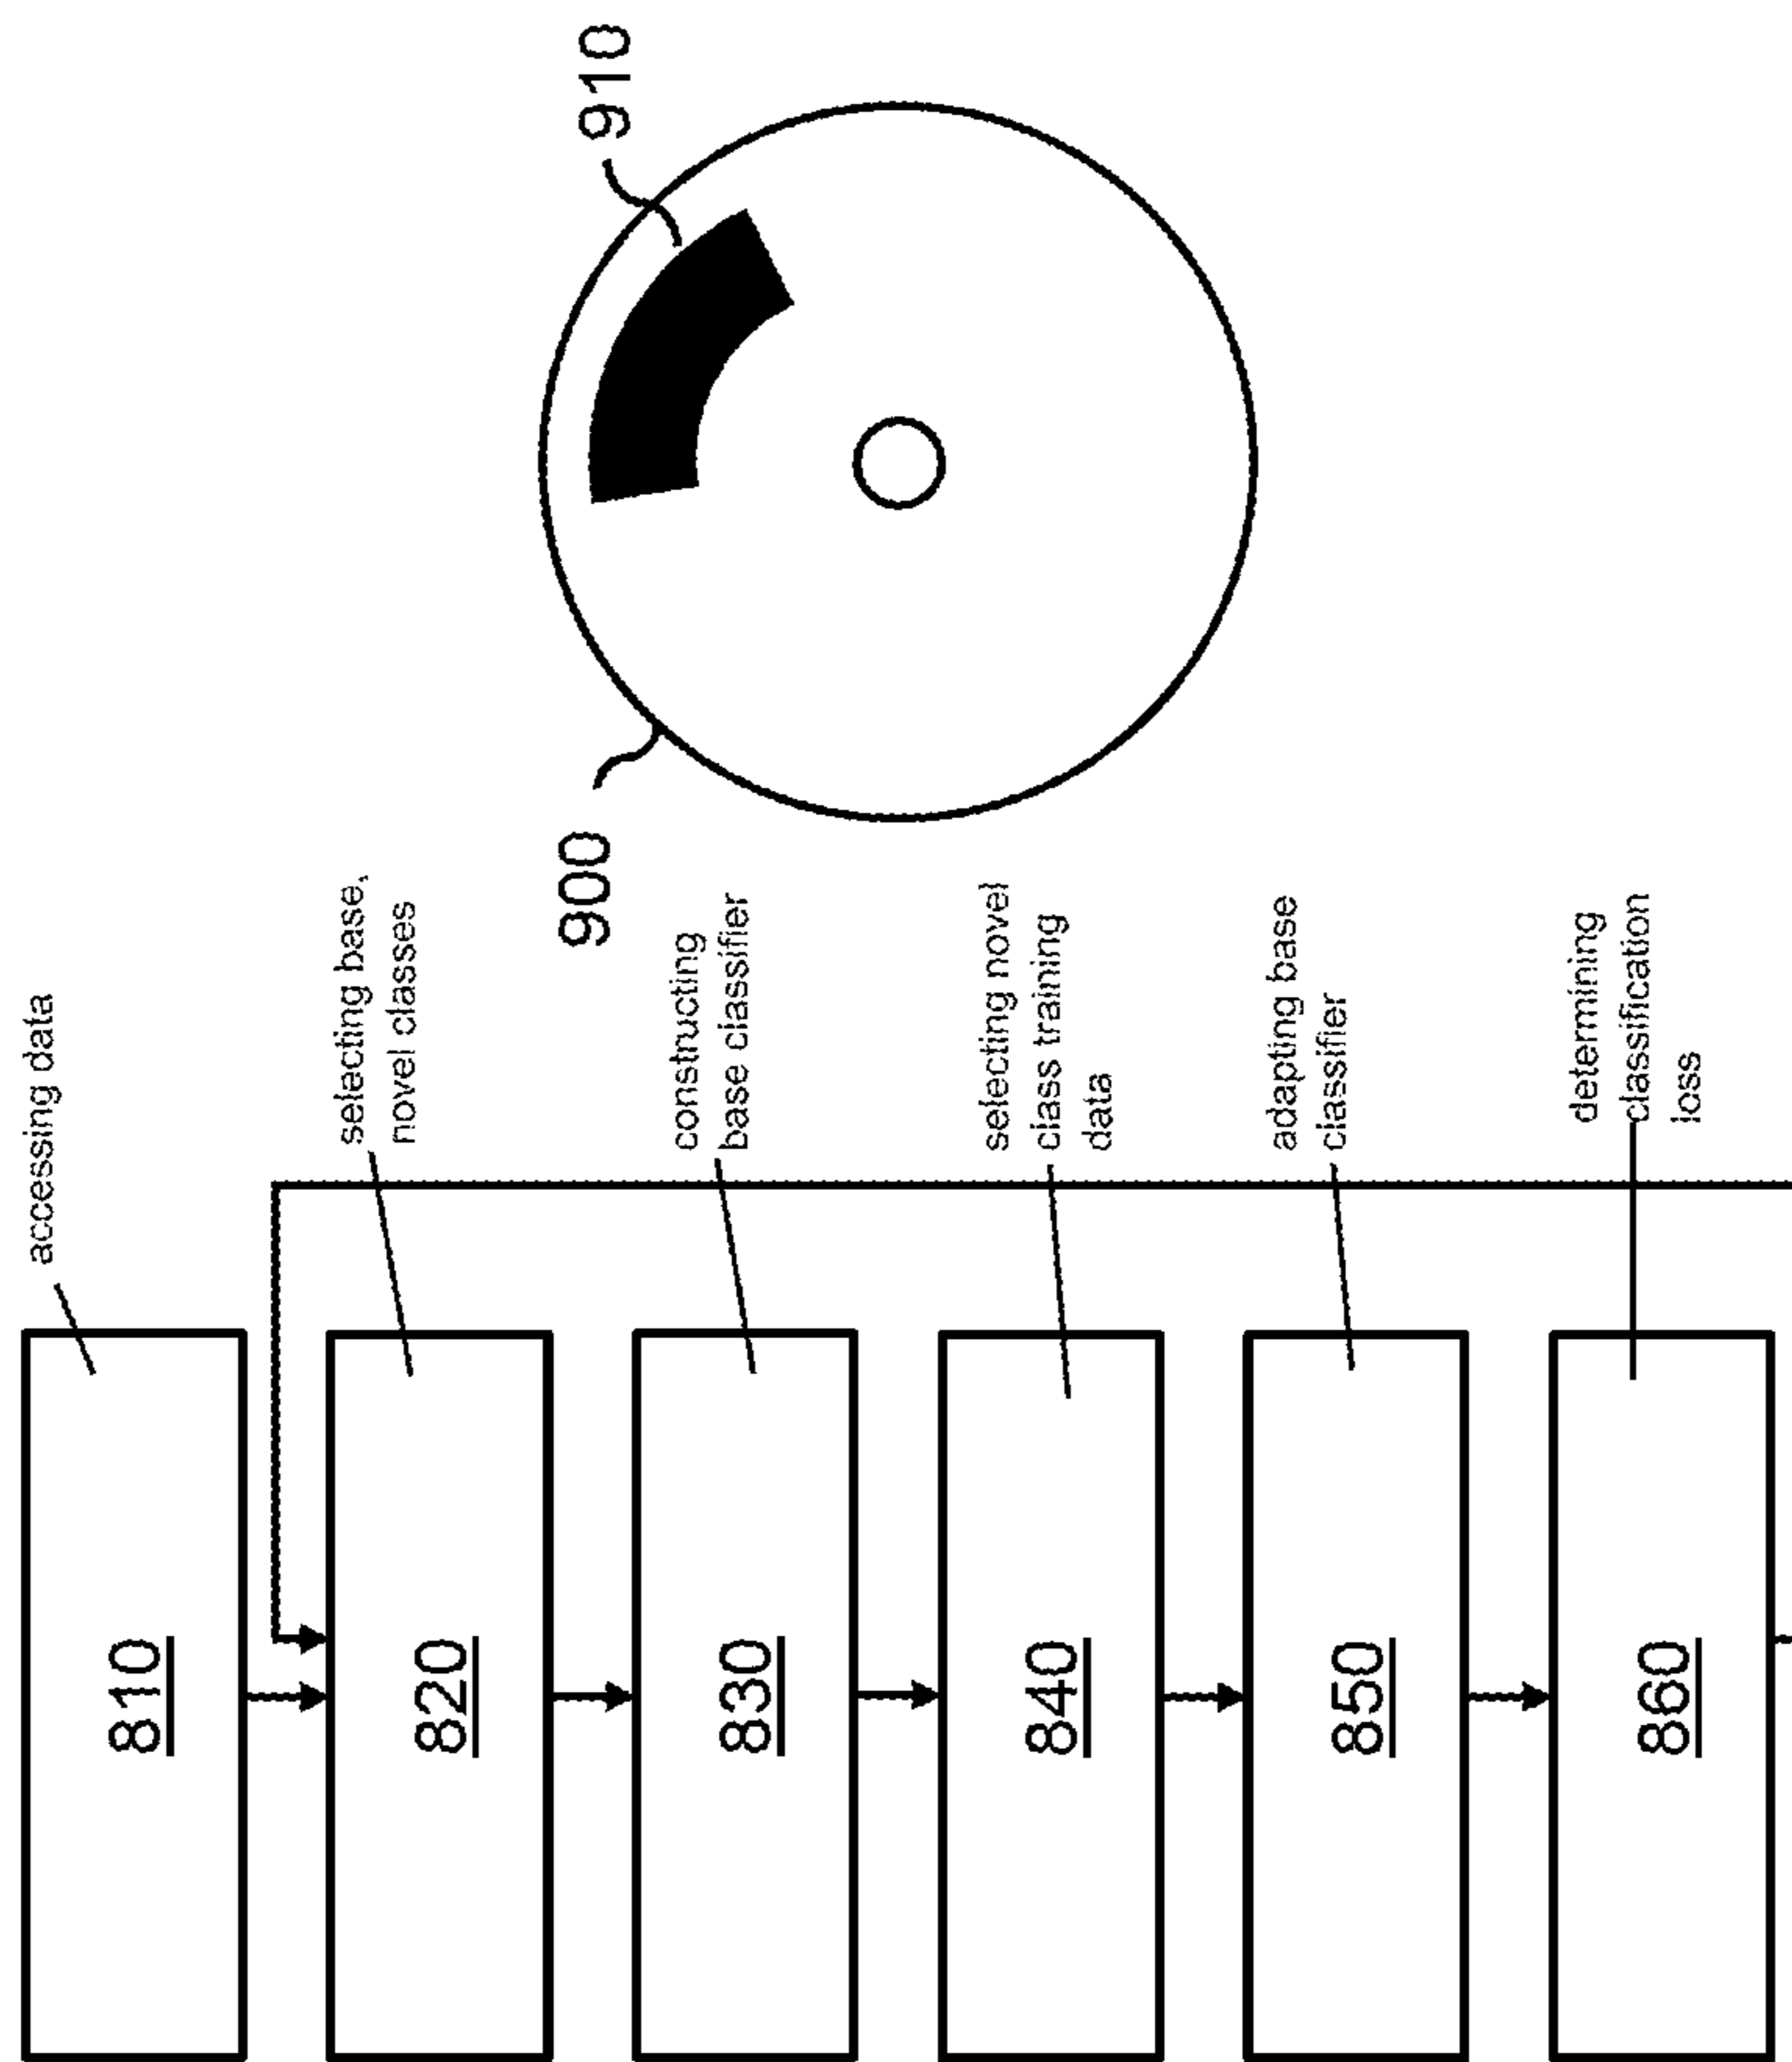 810
accessing data
820
selecting base,
novel classes
830
constructing
base classifier
840
selecting novel
class training
data
850
adapting base
classifier
860
determining
classification
loss
900
910